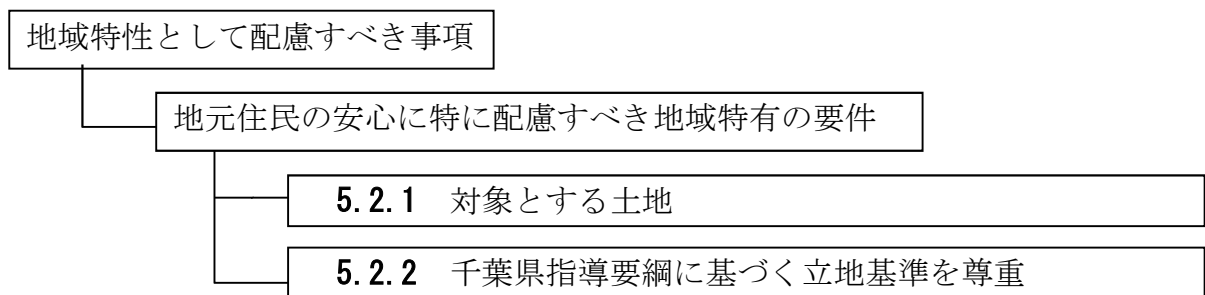 地域特性として配慮すべき事項
地元住民の安心に特に配慮すべき地域特有の要件
5.2.1 対象とする土地
5.2.2 千葉県指導要綱に基づく立地基準を尊重